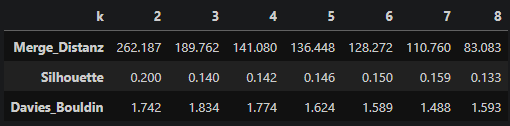 k 2 3 4 5 6 7 8
Merge_Distanz 262.187 189.762 141.080 136.448 128.272 110.760 83.083
Silhouette 0.200 0.140 0.142 0.146 0.150 0.159 0.133
Davies_Bouldin 1.742 1.834 1.774 1.624 1.589 1.488 1.593